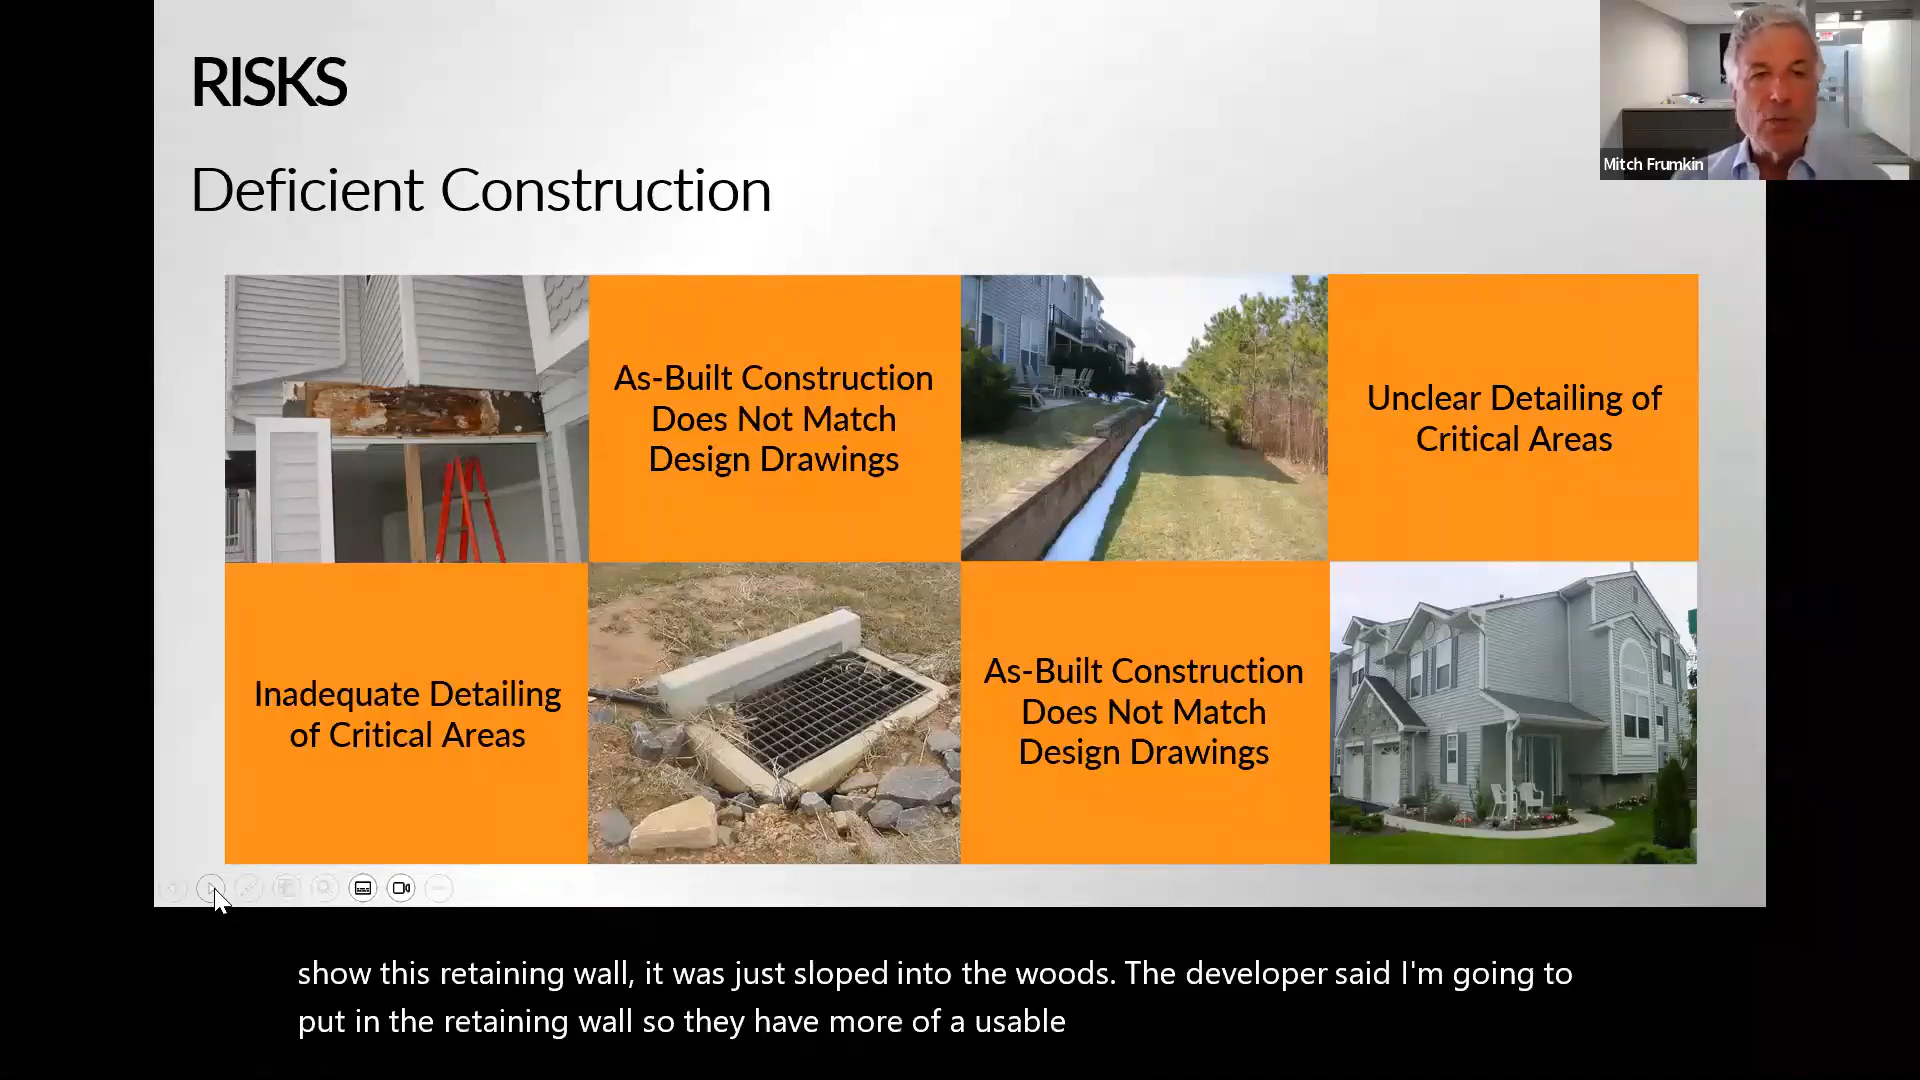 RISKS
Deficient Construction
Mitch Frumkin
As-Built Construction
Does Not Match
Design Drawings
Unclear Detailing of
Critical Areas
Inadequate Detailing
of Critical Areas
As-Built Construction
Does Not Match
Design Drawings
show this retaining wall, it was just sloped into the woods. The developer said I'm going to
put in the retaining wall so they have more of a usable